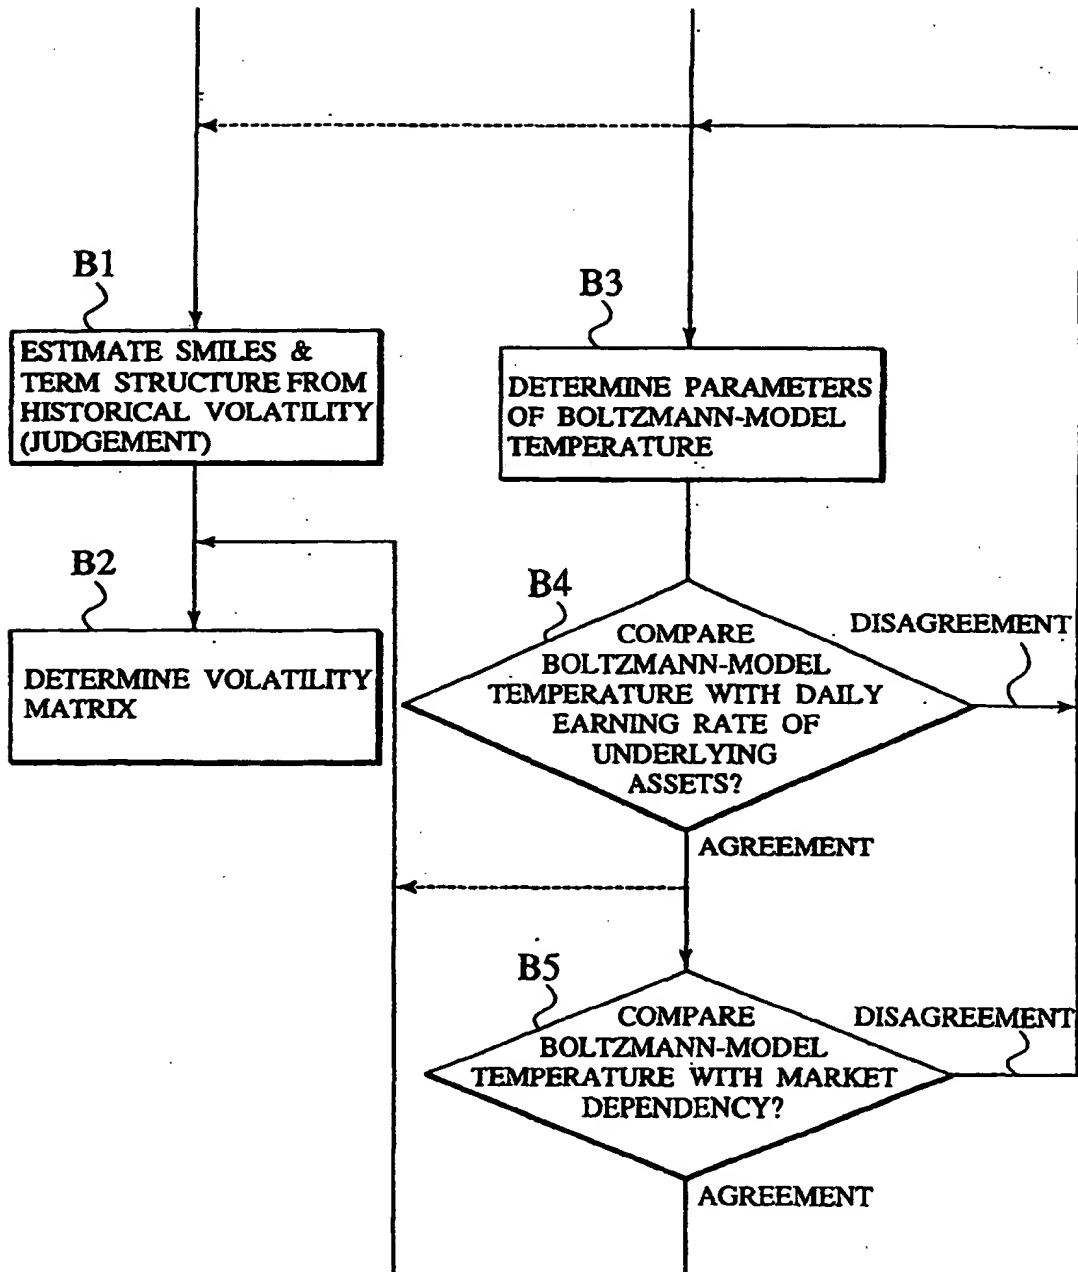 B1
ESTIMATE SMILES &
TERM STRUCTURE FROM
HISTORICAL VOLATILITY
(JUDGEMENT)
B3
DETERMINE PARAMETERS
OF BOLTZMANN-MODEL
TEMPERATURE
B2
DETERMINE VOLATILITY
MATRIX
B4
COMPARE
BOLTZMANN-MODEL
TEMPERATURE WITH DAILY
EARNING RATE OF
UNDERLYING
ASSETS?
DISAGREEMENT
AGREEMENT
B5
COMPARE
BOLTZMANN-MODEL
TEMPERATURE WITH MARKET
DEPENDENCY?
DISAGREEMENT
AGREEMENT